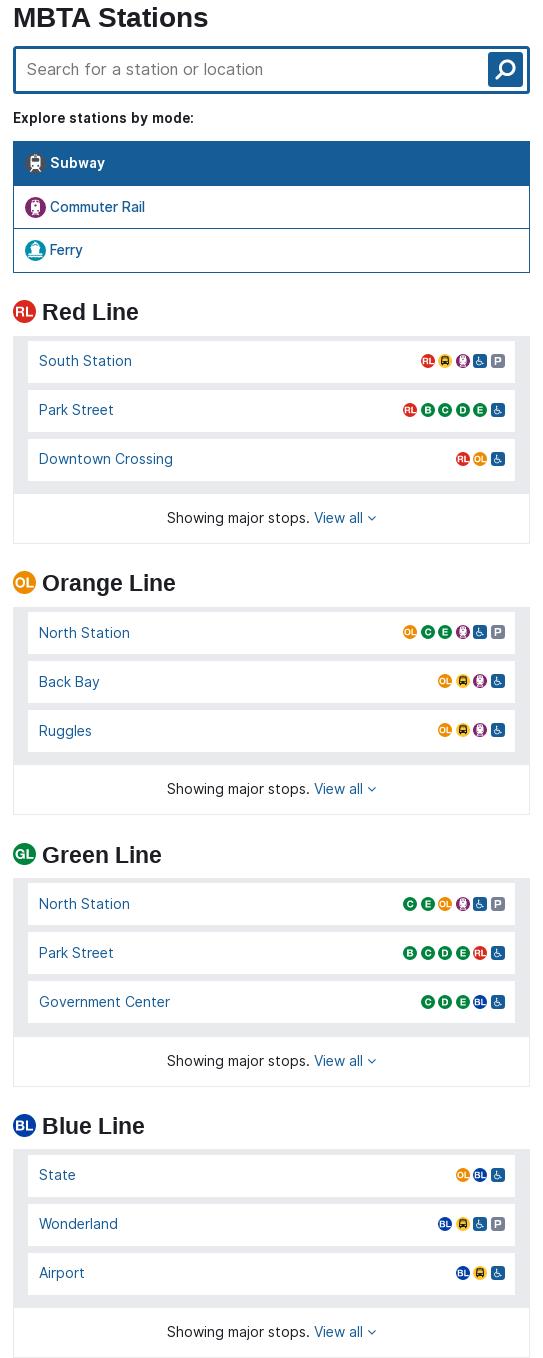 MBTA Stations
Search for a station or location
Explore stations by mode:
Subway
Commuter Rail
Ferry
RL Red Line
South Station RL P
Park Street RL B C D E
Downtown Crossing RL OL
Showing major stops. View all
OL Orange Line
North Station OL C E P
Back Bay OL
Ruggles OL
Showing major stops. View all
GL Green Line
North Station C E OL P
Park Street B C D E RL
Government Center C D E BL
Showing major stops. View all
BL Blue Line
State OL BL
Wonderland BL P
Airport BL
Showing major stops. View all